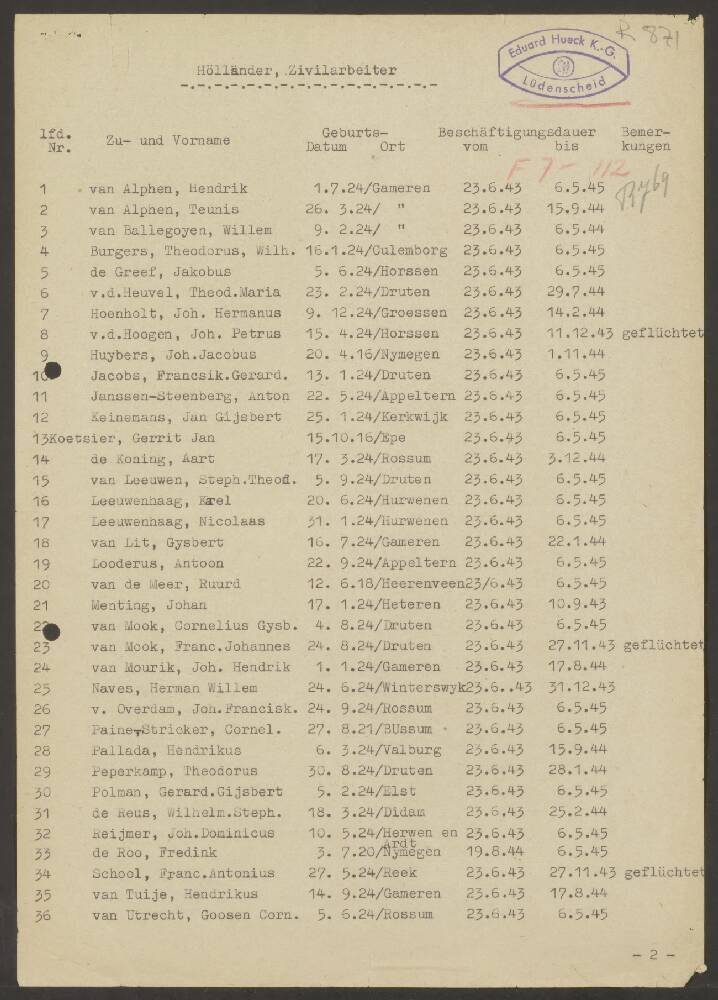 R 871
Eduard Hueck K.-G.
Lüdenscheid
Holländer, Zivilarbeiter
lfd. Geburts- Beschäftigungsdauer Bemer-
Nr. Zu- und Vorname Datum Ort vom bis kungen
F 7 - 112
1 van Alphen, Hendrik 1.7.24/Gameren 23.6.43 6.5.45
2 van Alphen, Teunis 26. 3.24/ " 23.6.43 15.9.44
3 van Ballegoyen, Willem 9. 2.24/ " 23.6.43 6.5.45
4 Burgers, Theodorus, Wilh. 16.1.24/Culemborg 23.6.43 6.5.45
5 de Greef, Jakobus 5. 6.24/Horssen 23.6.43 6.5.45
6 v.d.Heuvel, Theod.Maria 23. 2.24/Druten 23.6.43 29.7.44
7 Hoenholt, Joh. Hermanus 9. 12.24/Groessen 23.6.43 14.2.44
8 v.d.Hoogen, Joh. Petrus 15. 4.24/Horssen 23.6.43 11.12.43 geflüchtet
9 Huybers, Joh.Jacobus 20. 4.16/Nymegen 23.6.43 1.11.44
10 Jacobs, Francsik.Gerard. 13. 1.24/Druten 23.6.43 6.5.45
11 Janssen-Steenberg, Anton 22. 5.24/Appeltern 23.6.43 6.5.45
12 Keinemans, Jan Gijsbert 25. 1.24/Kerkwijk 23.6.43 6.5.45
13Koetsier, Gerrit Jan 15.10.16/Epe 23.6.43 6.5.45
14 de Koning, Aart 17. 3.24/Rossum 23.6.43 3.12.44
15 van Leeuwen, Steph.Theod. 5. 9.24/Druten 23.6.43 6.5.45
16 Leeuwenhaag, Karel 20. 6.24/Hurwenen 23.6.43 6.5.45
17 Leeuwenhaag, Nicolaas 31. 1.24/Hurwenen 23.6.43 6.5.45
18 van Lit, Gysbert 16. 7.24/Gameren 23.6.43 22.1.44
19 Looderus, Antoon 22. 9.24/Appeltern 23.6.43 6.5.45
20 van de Meer, Ruurd 12. 6.18/Heerenveen23/6.43 6.5.45
21 Menting, Johan 17. 1.24/Heteren 23.6.43 10.9.43
22 van Mook, Cornelius Gysb. 4. 8.24/Druten 23.6.43 6.5.45
23 van Mook, Franc.Johannes 24. 8.24/Druten 23.6.43 27.11.43 geflüchtet
24 van Mourik, Joh. Hendrik 1. 1.24/Gameren 23.6.43 17.8.44
25 Naves, Herman Willem 24. 6.24/Winterswyk23.6..43 31.12.43
26 v. Overdam, Joh.Francisk. 24. 9.24/Rossum 23.6.43 6.5.45
27 Paine-Stricker, Cornel. 27. 8.21/BUssum 23.6.43 6.5.45
28 Pallada, Hendrikus 6. 3.24/Valburg 23.6.43 15.9.44
29 Peperkamp, Theodorus 30. 8.24/Druten 23.6.43 28.1.44
30 Polman, Gerard.Gijsbert 5. 2.24/Elst 23.6.43 6.5.45
31 de Reus, Wilhelm.Steph. 18. 3.24/Didam 23.6.43 25.2.44
32 Reijmer, Joh.Dominicus 10. 5.24/Herwen en 23.6.43 6.5.45
Ardt
33 de Roo, Fredink 3. 7.20/Nymegen 19.8.44 6.5.45
34 School, Franc.Antonius 27. 5.24/Reek 23.6.43 27.11.43 geflüchtet
35 van Tuije, Hendrikus 14. 9.24/Gameren 23.6.43 17.8.44
36 van Utrecht, Goosen Corn. 5. 6.24/Rossum 23.6.43 6.5.45
- 2 -